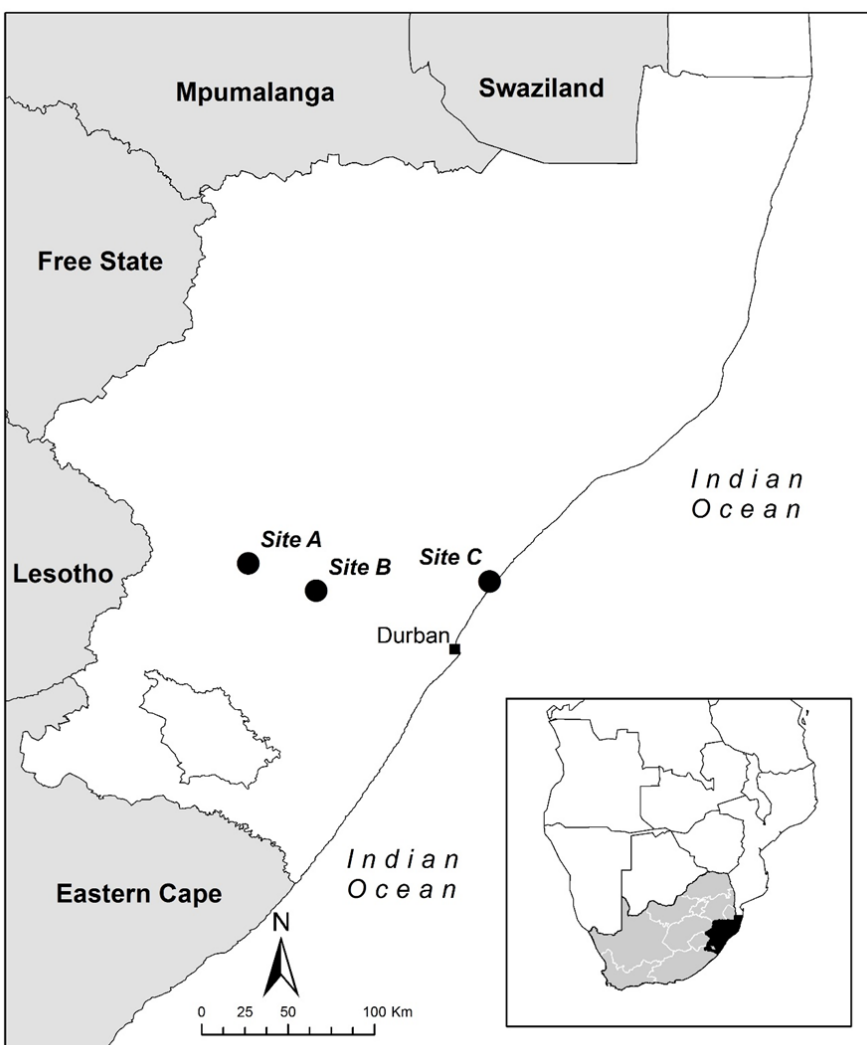 Mpumalanga
Swaziland
Free State
Indian
Ocean
Site A
Site B
Site C
Lesotho
Durban
Indian
Ocean
Eastern Cape
N
0 25 50 100 Km